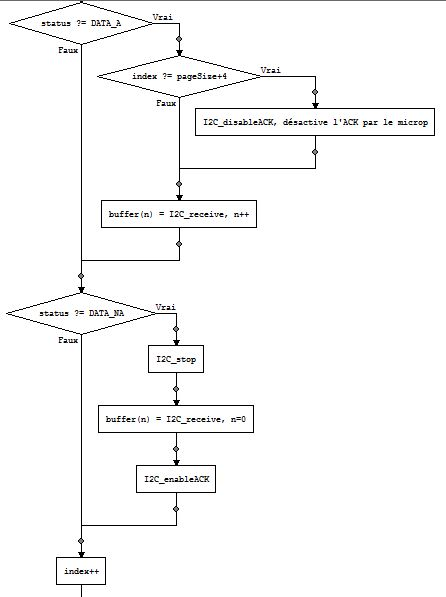 status ?= DATA_A
Vrai
Faux
index ?= pageSize+4
Vrai
Faux
I2C_disableACK, désactive l'ACK par le microp
buffer(n) = I2C_receive, n++
status ?= DATA_NA
Vrai
Faux
I2C_stop
buffer(n) = I2C_receive, n=0
I2C_enableACK
index++